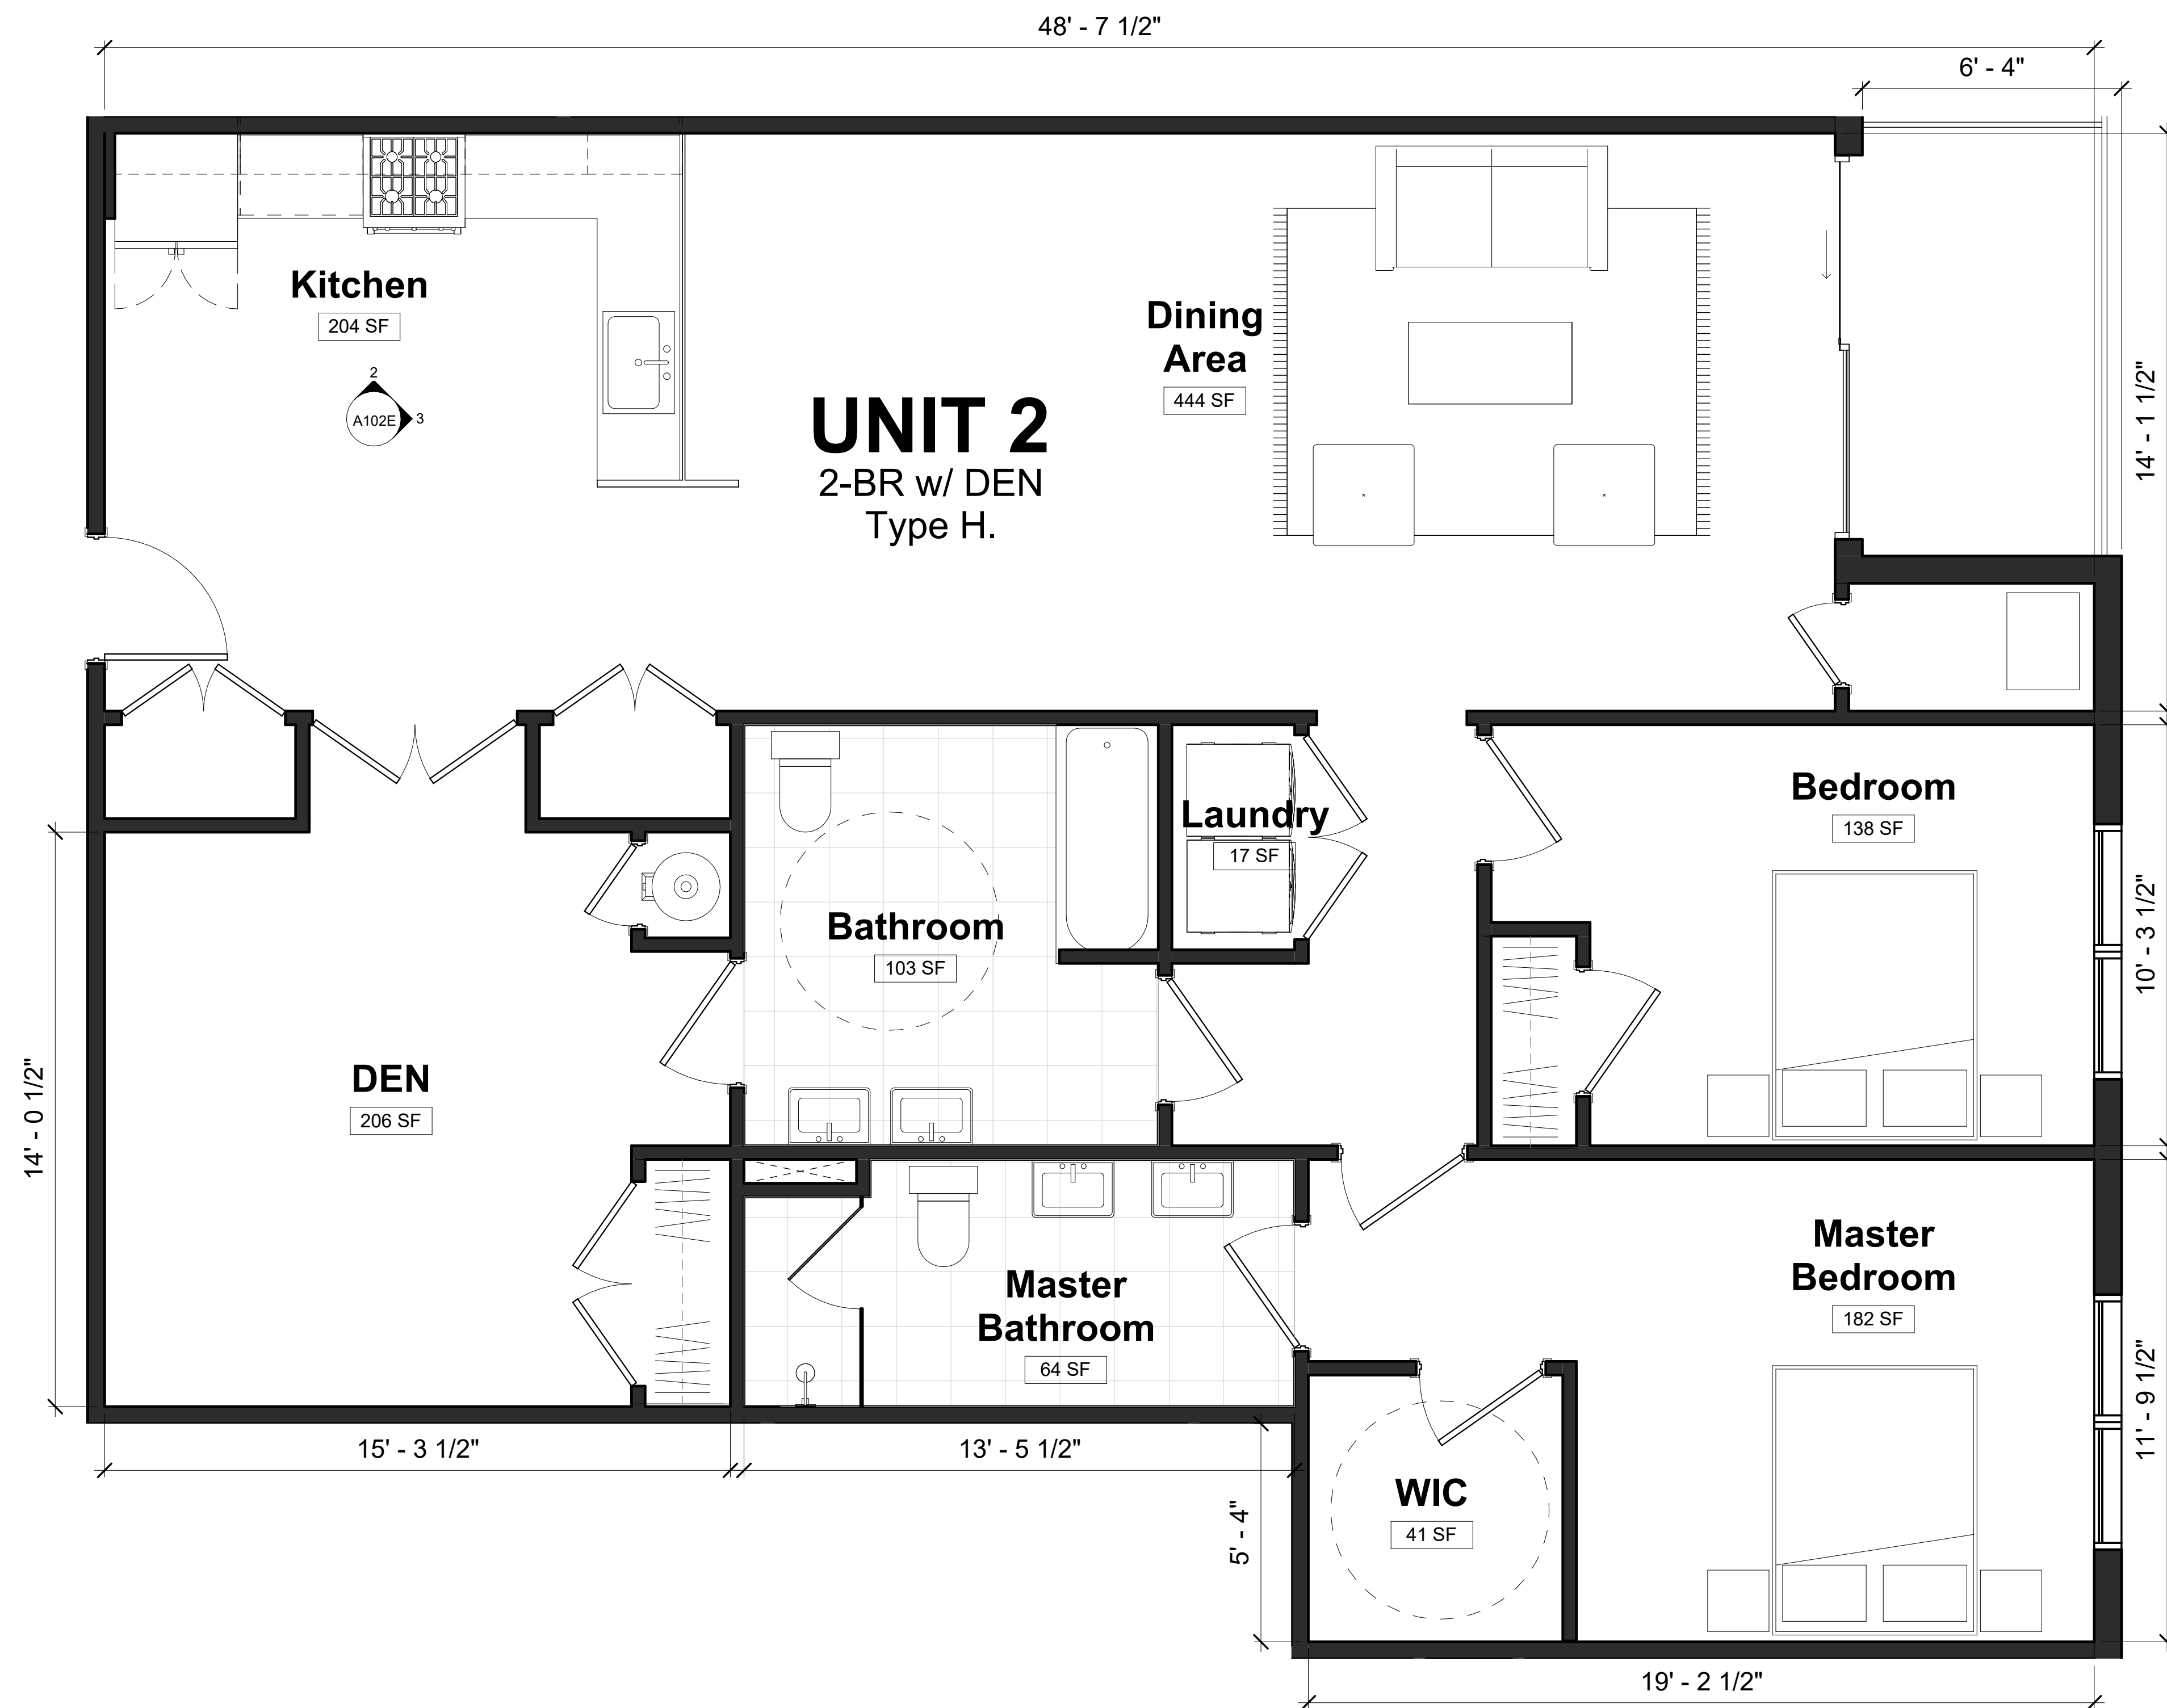 48' - 7 1/2"
6' - 4"
Kitchen
204 SF
2
A102E
3
Dining
Area
444 SF
UNIT 2
2-BR w/ DEN
Type H.
14' - 1 1/2"
Laundry
17 SF
Bedroom
138 SF
Bathroom
103 SF
10' - 3 1/2"
DEN
206 SF
14' - 0 1/2"
Master
Bathroom
64 SF
Master
Bedroom
182 SF
11' - 9 1/2"
15' - 3 1/2"
13' - 5 1/2"
WIC
41 SF
5' - 4"
19' - 2 1/2"